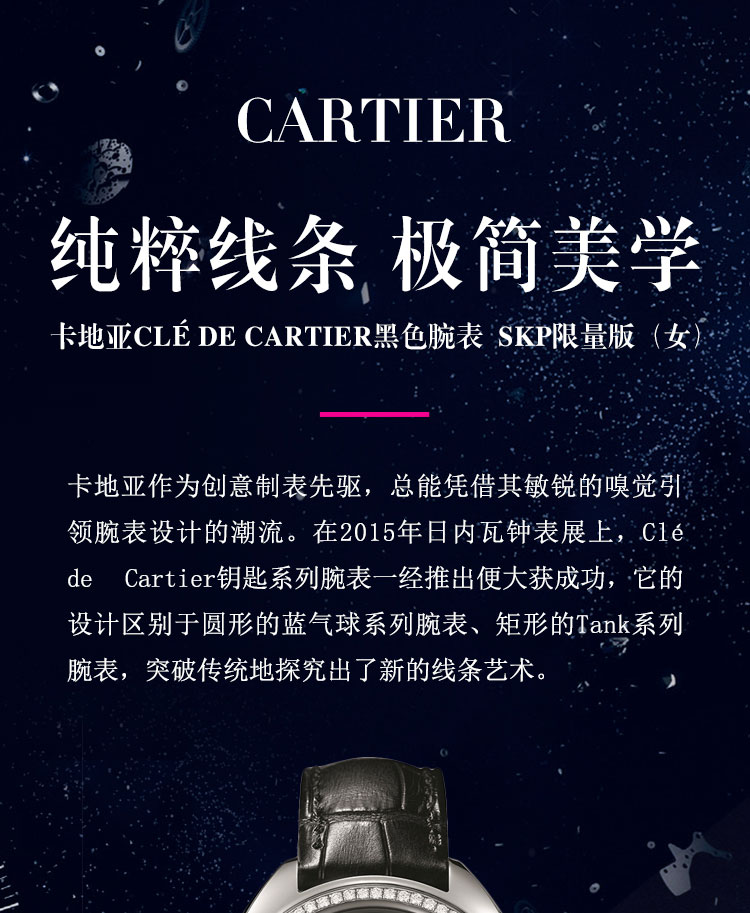 CARTIER
纯粹线条 极简美学
卡地亚CLÉ DE CARTIER黑色腕表 SKP限量版（女）
卡地亚作为创意制表先驱，总能凭借其敏锐的嗅觉引
领腕表设计的潮流。在2015年日内瓦钟表展上，Clé
de Cartier钥匙系列腕表一经推出便大获成功，它的
设计区别于圆形的蓝气球系列腕表、矩形的Tank系列
腕表，突破传统地探究出了新的线条艺术。